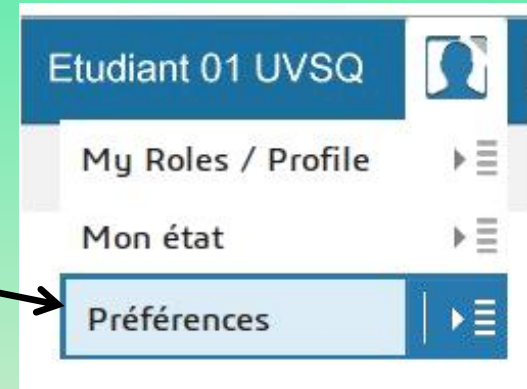 Etudiant 01 UVSQ
My Roles / Profile
Mon état
Préférences